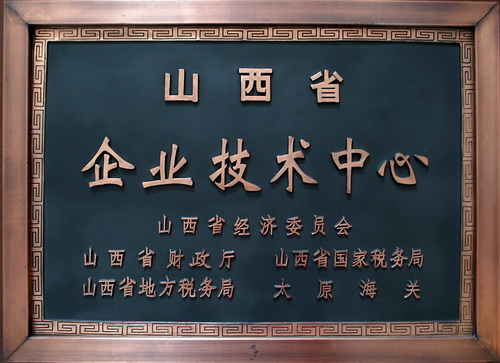 山西省
企业技术中心
山西省经济委员会
山西省财政厅 山西省国家税务局
山西省地方税务局 太原海关